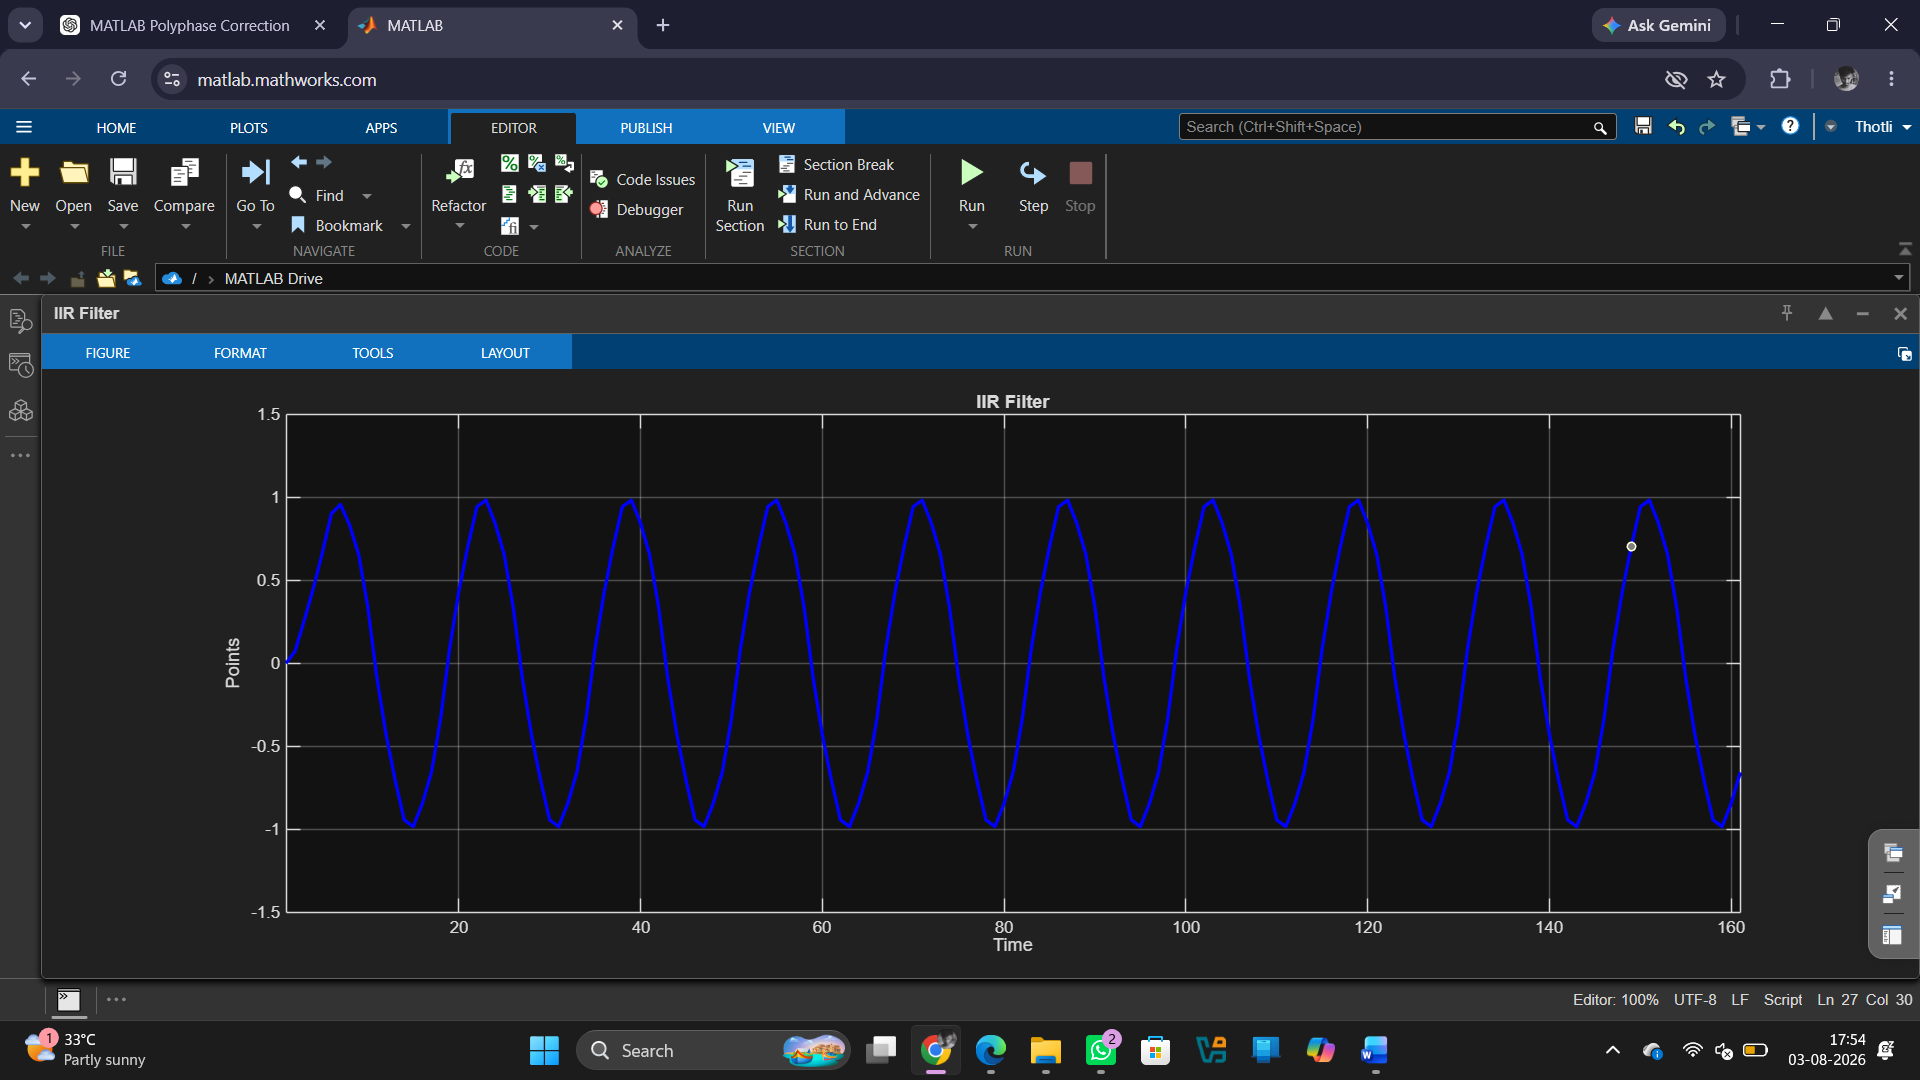 MATLAB Polyphase Correction
MATLAB
Ask Gemini
matlab.mathworks.com
HOME PLOTS APPS EDITOR PUBLISH VIEW
Search (Ctrl+Shift+Space)
Thotli
New Open Save Compare
FILE
Go To
Find
Bookmark
NAVIGATE
Refactor
CODE
Code Issues
Debugger
ANALYZE
Run Section
Section Break
Run and Advance
Run to End
SECTION
Run Step Stop
RUN
/ › MATLAB Drive
IIR Filter
FIGURE FORMAT TOOLS LAYOUT
IIR Filter
1.5
1
0.5
0
-0.5
-1
-1.5
Points
20 40 60 80 100 120 140 160
Time
Editor: 100% UTF-8 LF Script Ln 27 Col 30
1
33°C
Partly sunny
Search
2
17:54
03-08-2026